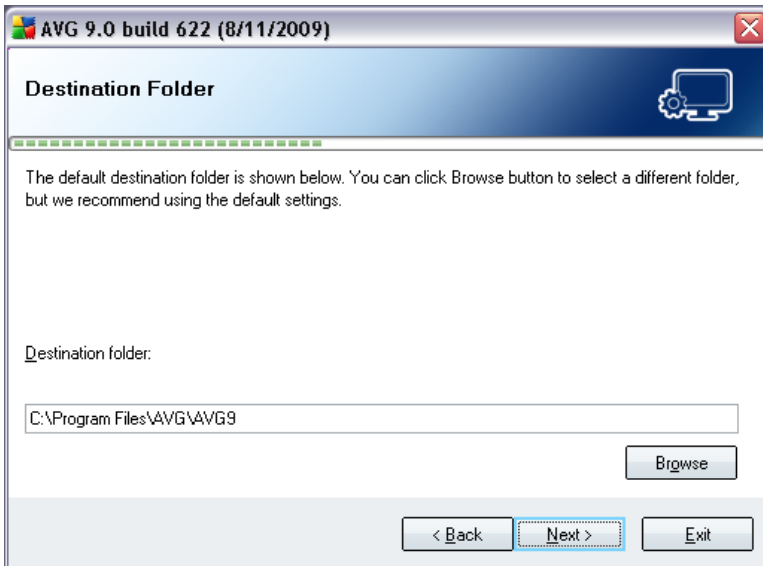 AVG 9.0 build 622 (8/11/2009)
Destination Folder
The default destination folder is shown below. You can click Browse button to select a different folder,
but we recommend using the default settings.
Destination folder:
C:\Program Files\AVG\AVG9
Browse
< Back Next > Exit